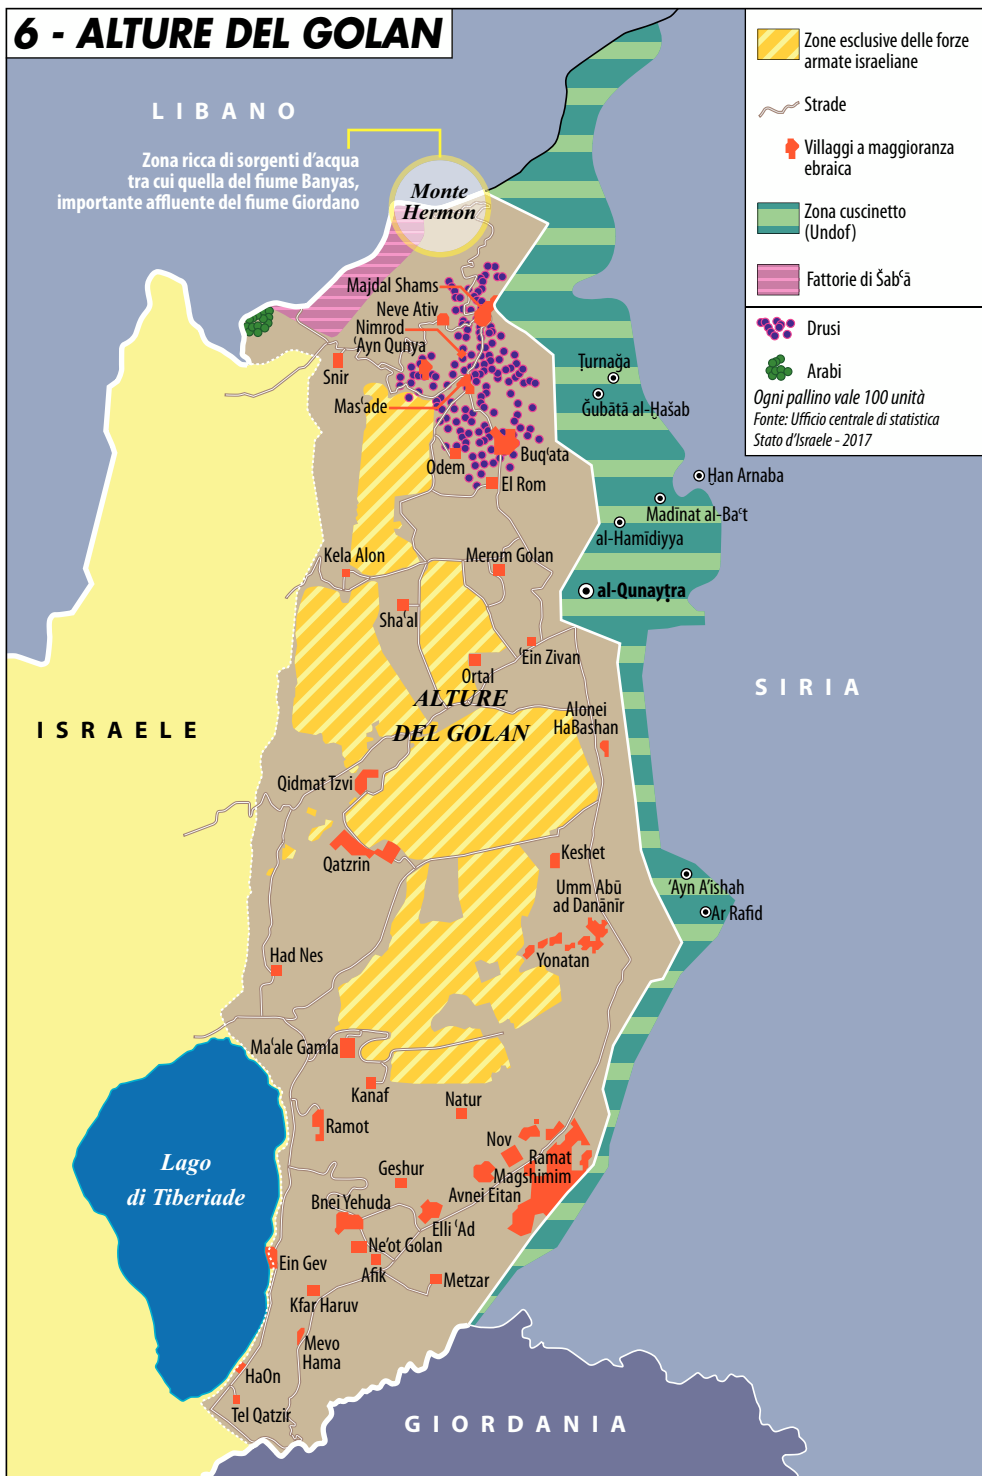 6 - ALTURE DEL GOLAN
LIBANO
Zona ricca di sorgenti d'acqua
tra cui quella del fiume Banyas,
importante affluente del fiume Giordano
Monte
Hermon
Zone esclusive delle forze
armate israeliane
Strade
Villaggi a maggioranza
ebraica
Zona cuscinetto
(Undof)
Fattorie di Šabʿā
Drusi
Arabi
Ogni pallino vale 100 unità
Fonte: Ufficio centrale di statistica
Stato d'Israele - 2017
Majdal Shams
Neve Ativ
Nimrod
ʿAyn Qunya
Snir
Masʿade
Odem
Buqʿata
El Rom
Ṭurnaǧa
Ǧubātā al-Ḫašab
Ḫan Arnaba
Madīnat al-Baʿt
al-Hamīdiyya
al-Qunayṭra
Kela Alon
Merom Golan
Shaʿal
ʿEin Zivan
Ortal
ALTURE
DEL GOLAN
Alonei
HaBashan
SIRIA
ISRAELE
Qidmat Tzvi
Qatzrin
Keshet
Umm Abū
ad Danānīr
Yonatan
ʿAyn A'ishah
Ar Rafid
Had Nes
Maʿale Gamla
Kanaf
Natur
Ramot
Nov
Ramat
Magshimim
Avnei Eitan
Geshur
Bnei Yehuda
Elli ʿAd
Ne'ot Golan
Afik
Metzar
Lago
di Tiberiade
Ein Gev
Kfar Haruv
Mevo
Hama
HaOn
Tel Qatzir
GIORDANIA